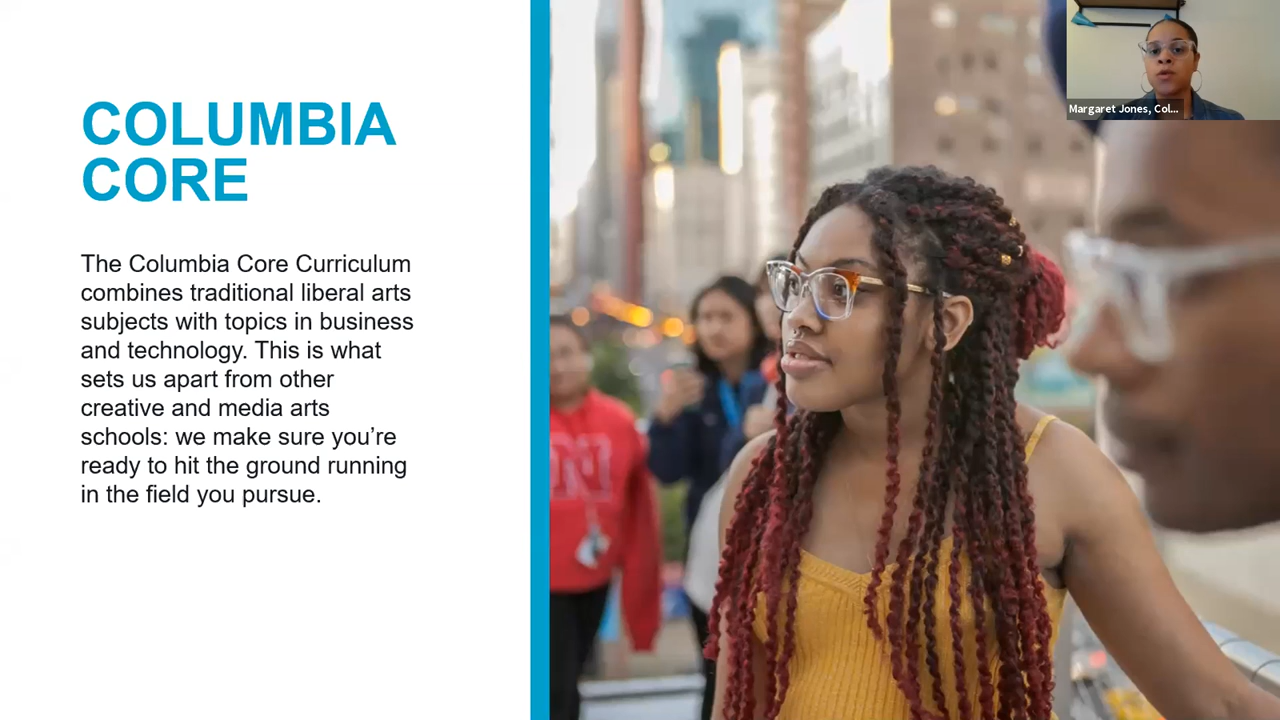 COLUMBIA
CORE
The Columbia Core Curriculum
combines traditional liberal arts
subjects with topics in business
and technology. This is what
sets us apart from other
creative and media arts
schools: we make sure you’re
ready to hit the ground running
in the field you pursue.
Margaret Jones, Col...
N